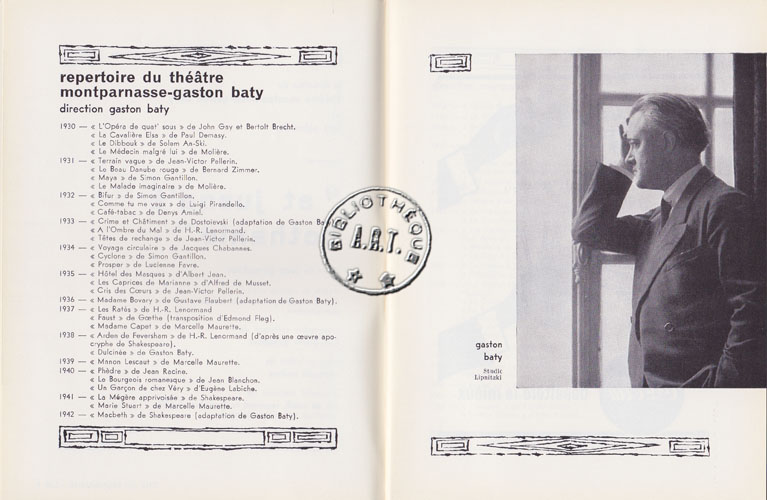 repertoire du théâtre
montparnasse-gaston baty
direction gaston baty
1930 — « L'Opéra de quat' sous » de John Gay et Bertolt Brecht.
« La Cavalière Elsa » de Paul Demasy.
« Le Dibbouk » de Solem An-Ski.
« Le Médecin malgré lui » de Molière.
1931 — « Terrain vague » de Jean-Victor Pellerin.
« Le Beau Danube rouge » de Bernard Zimmer.
« Maya » de Simon Gantillon.
« Le Malade imaginaire » de Molière.
1932 — « Bifur » de Simon Gantillon.
« Comme tu me veux » de Luigi Pirandello.
« Café-tabac » de Denys Amiel.
1933 — « Crime et Châtiment » de Dostoïevski (adaptation de Gaston Baty)
« A l'Ombre du Mal » de H.-R. Lenormand.
« Têtes de rechange » de Jean-Victor Pellerin.
1934 — « Voyage circulaire » de Jacques Chabannes.
« Cyclone » de Simon Gantillon.
« Prosper » de Lucienne Favre.
1935 — « Hôtel des Masques » d'Albert Jean.
« Les Caprices de Marianne » d'Alfred de Musset.
« Cris des Cœurs » de Jean-Victor Pellerin.
1936 — « Madame Bovary » de Gustave Flaubert (adaptation de Gaston Baty).
1937 — « Les Ratés » de H.-R. Lenormand
« Faust » de Gœthe (transposition d'Edmond Fleg).
« Madame Capet » de Marcelle Maurette.
1938 — « Arden de Feversham » de H.-R. Lenormand (d'après une œuvre apo-
cryphe de Shakespeare).
« Dulcinée » de Gaston Baty.
1939 — « Manon Lescaut » de Marcelle Maurette.
1940 — « Phèdre » de Jean Racine.
« Le Bourgeois romanesque » de Jean Blanchon.
« Un Garçon de chez Véry » d'Eugène Labiche.
1941 — « La Mégère apprivoisée » de Shakespeare.
« Marie Stuart » de Marcelle Maurette.
1942 — « Macbeth » de Shakespeare (adaptation de Gaston Baty).
BIBLIOTHÈQUE
A.R.T.
gaston
baty
Studio
Lipnitzki